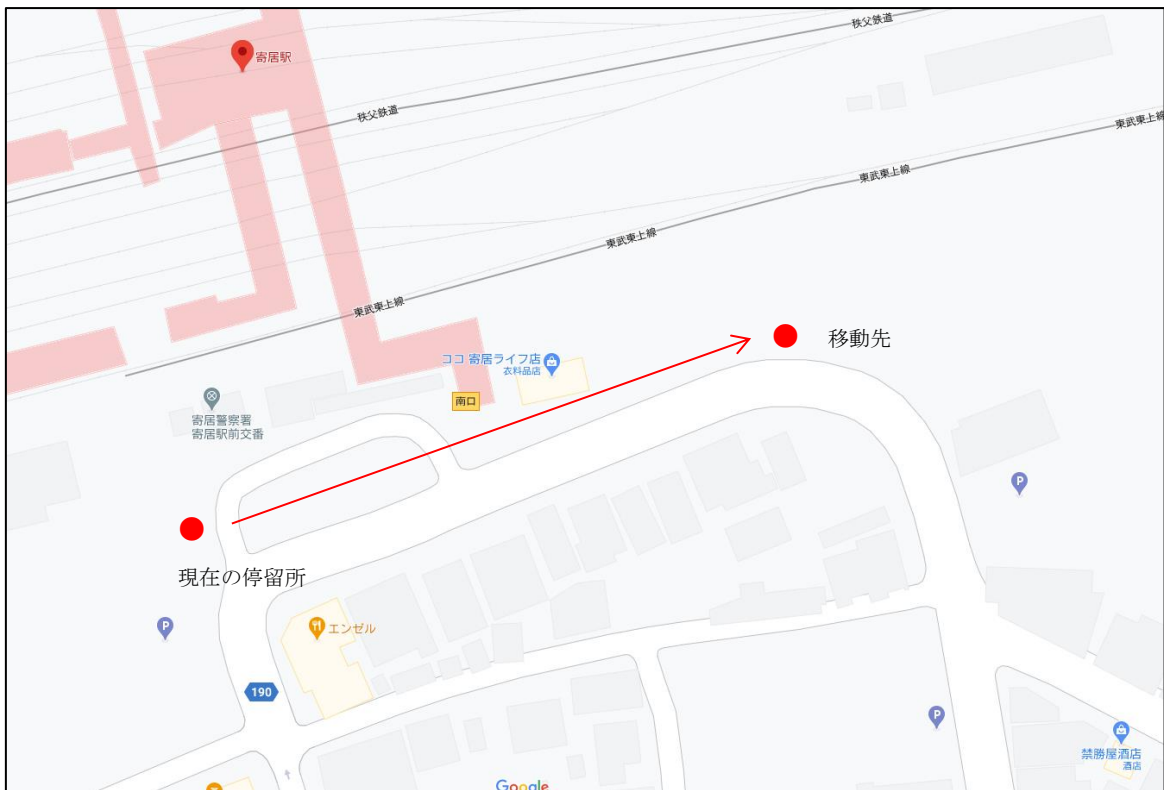 秩父鉄道
寄居駅
秩父鉄道
東武東上線
東武東上線
東武東上線
東武東上線
移動先
ココ 寄居ライフ店
衣料品店
南口
寄居警察署
寄居駅前交番
P
現在の停留所
P
エンゼル
190
P
禁勝屋酒店
酒店
Google